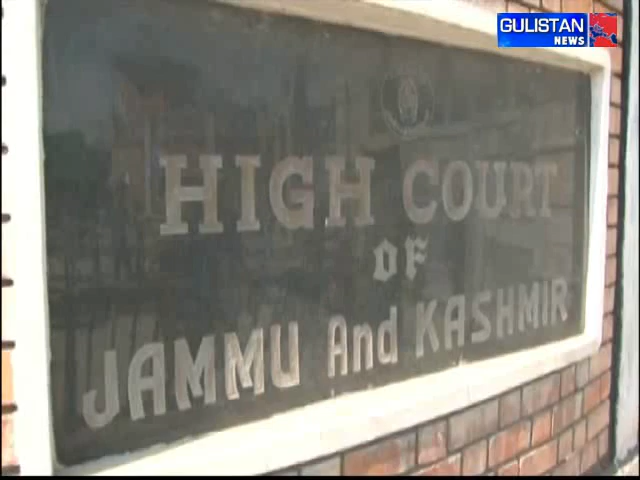 GULISTAN
NEWS
HIGH COURT
OF
JAMMU And KASHMIR